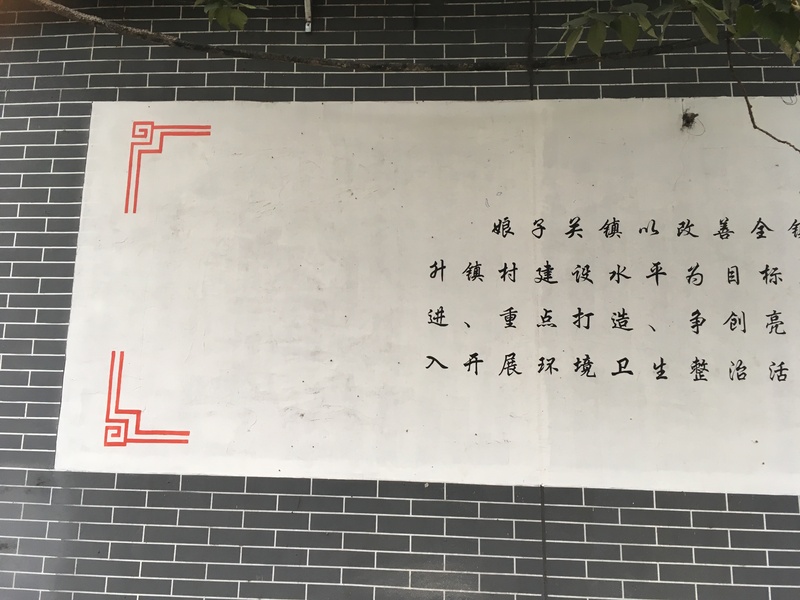 娘子关镇以改善全镇
升镇村建设水平为目标
进、重点打造、争创亮
入开展环境卫生整治活